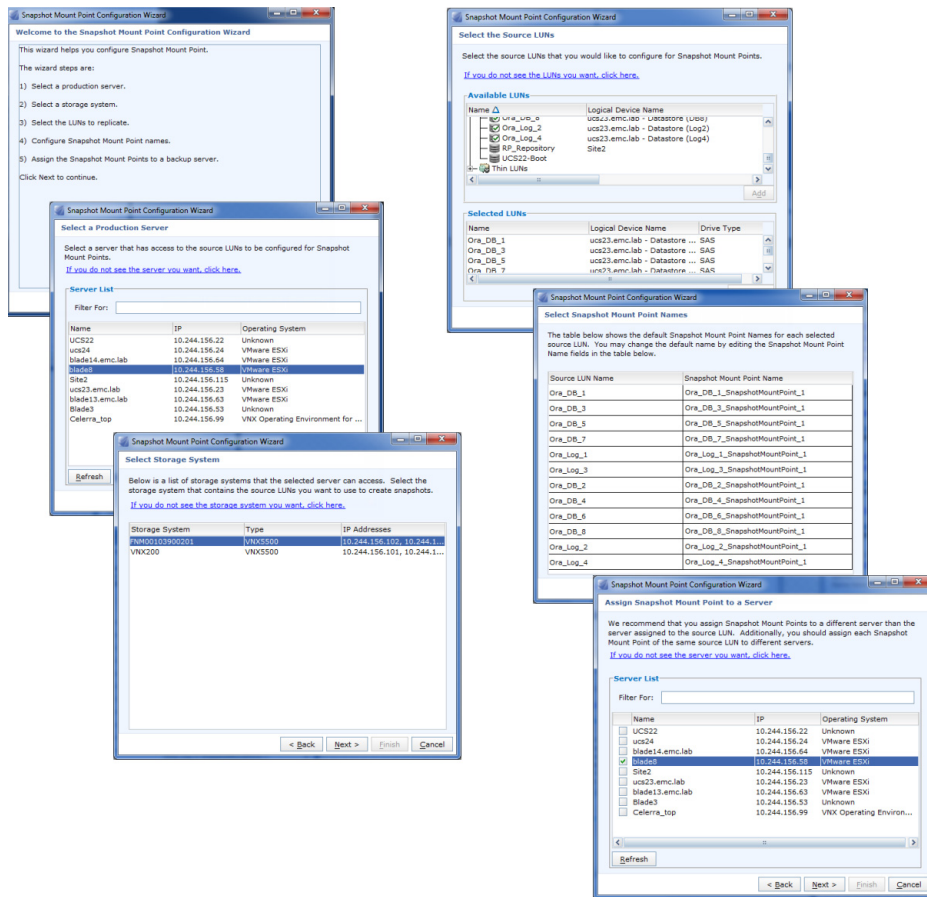 Snapshot Mount Point Configuration Wizard
Welcome to the Snapshot Mount Point Configuration Wizard
This wizard helps you configure Snapshot Mount Point.
The wizard steps are:
1) Select a production server.
2) Select a storage system.
3) Select the LUNs to replicate.
4) Configure Snapshot Mount Point names.
5) Assign the Snapshot Mount Points to a backup server.
Click Next to continue.
Snapshot Mount Point Configuration Wizard
Select a Production Server
Select a server that has access to the source LUNs to be configured for Snapshot
Mount Points.
If you do not see the server you want, click here.
Server List
Filter For:
Name IP Operating System
UCS22 10.244.156.22 Unknown
ucs24 10.244.156.24 VMware ESXi
blade14.emc.lab 10.244.156.64 VMware ESXi
blade8 10.244.156.58 VMware ESXi
Site2 10.244.156.115 Unknown
ucs23.emc.lab 10.244.156.23 VMware ESXi
blade13.emc.lab 10.244.156.63 VMware ESXi
Blade3 10.244.156.53 Unknown
Celerra_top 10.244.156.99 VNX Operating Environment for ...
Refresh
Snapshot Mount Point Configuration Wizard
Select Storage System
Below is a list of storage systems that the selected server can access. Select the
storage system that contains the source LUNs you want to use to create snapshots.
If you do not see the storage system you want, click here.
Storage System Type IP Addresses
FNM00103900201 VNX5500 10.244.156.102, 10.244.1...
VNX200 VNX5500 10.244.156.101, 10.244.1...
< Back Next > Finish Cancel
Snapshot Mount Point Configuration Wizard
Select the Source LUNs
Select the source LUNs that you would like to configure for Snapshot Mount Points.
If you do not see the LUNs you want, click here.
Available LUNs
Name Logical Device Name
Ora_DB_8 ucs23.emc.lab - Datastore (DB8)
Ora_Log_2 ucs23.emc.lab - Datastore (Log2)
Ora_Log_4 ucs23.emc.lab - Datastore (Log4)
RP_Repository Site2
UCS22-Boot
Thin LUNs
Add
Selected LUNs
Name Logical Device Name Drive Type
Ora_DB_1 ucs23.emc.lab - Datastore ... SAS
Ora_DB_3 ucs23.emc.lab - Datastore ... SAS
Ora_DB_5 ucs23.emc.lab - Datastore ... SAS
Ora_DB_7 ucs23.emc.lab - Datastore ... SAS
Snapshot Mount Point Configuration Wizard
Select Snapshot Mount Point Names
The table below shows the default Snapshot Mount Point Names for each selected
source LUN. You may change the default name by editing the Snapshot Mount Point
Name fields in the table below.
Source LUN Name Snapshot Mount Point Name
Ora_DB_1 Ora_DB_1_SnapshotMountPoint_1
Ora_DB_3 Ora_DB_3_SnapshotMountPoint_1
Ora_DB_5 Ora_DB_5_SnapshotMountPoint_1
Ora_DB_7 Ora_DB_7_SnapshotMountPoint_1
Ora_Log_1 Ora_Log_1_SnapshotMountPoint_1
Ora_Log_3 Ora_Log_3_SnapshotMountPoint_1
Ora_DB_2 Ora_DB_2_SnapshotMountPoint_1
Ora_DB_4 Ora_DB_4_SnapshotMountPoint_1
Ora_DB_6 Ora_DB_6_SnapshotMountPoint_1
Ora_DB_8 Ora_DB_8_SnapshotMountPoint_1
Ora_Log_2 Ora_Log_2_SnapshotMountPoint_1
Ora_Log_4 Ora_Log_4_SnapshotMountPoint_1
Snapshot Mount Point Configuration Wizard
Assign Snapshot Mount Point to a Server
We recommend that you assign Snapshot Mount Points to a different server than the
server assigned to the source LUN. Additionally, you should assign each Snapshot
Mount Point of the same source LUN to different servers.
If you do not see the server you want, click here.
Server List
Filter For:
Name IP Operating System
UCS22 10.244.156.22 Unknown
ucs24 10.244.156.24 VMware ESXi
blade14.emc.lab 10.244.156.64 VMware ESXi
blade8 10.244.156.58 VMware ESXi
Site2 10.244.156.115 Unknown
ucs23.emc.lab 10.244.156.23 VMware ESXi
blade13.emc.lab 10.244.156.63 VMware ESXi
Blade3 10.244.156.53 Unknown
Celerra_top 10.244.156.99 VNX Operating Environ...
Refresh
< Back Next > Finish Cancel